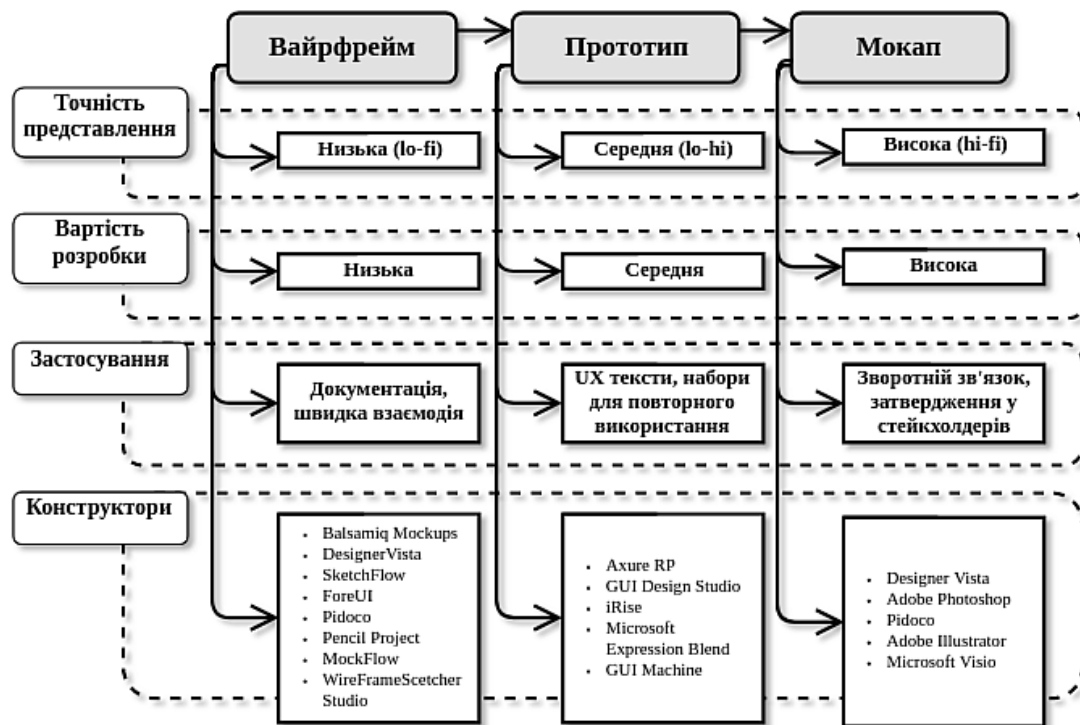 Вайрфрейм
Прототип
Мокап
Точність
представлення
Низька (lo-fi)
Середня (lo-hi)
Висока (hi-fi)
Вартість
розробки
Низька
Середня
Висока
Застосування
Документація,
швидка взаємодія
UX тексти, набори
для повторного
використання
Зворотній зв'язок,
затвердження у
стейкхолдерів
Конструктори
• Balsamiq Mockups
• DesignerVista
• SketchFlow
• ForeUI
• Pidoco
• Pencil Project
• MockFlow
• WireFrameScetcher
Studio
• Axure RP
• GUI Design Studio
• iRise
• Microsoft
Expression Blend
• GUI Machine
• Designer Vista
• Adobe Photoshop
• Pidoco
• Adobe Illustrator
• Microsoft Visio